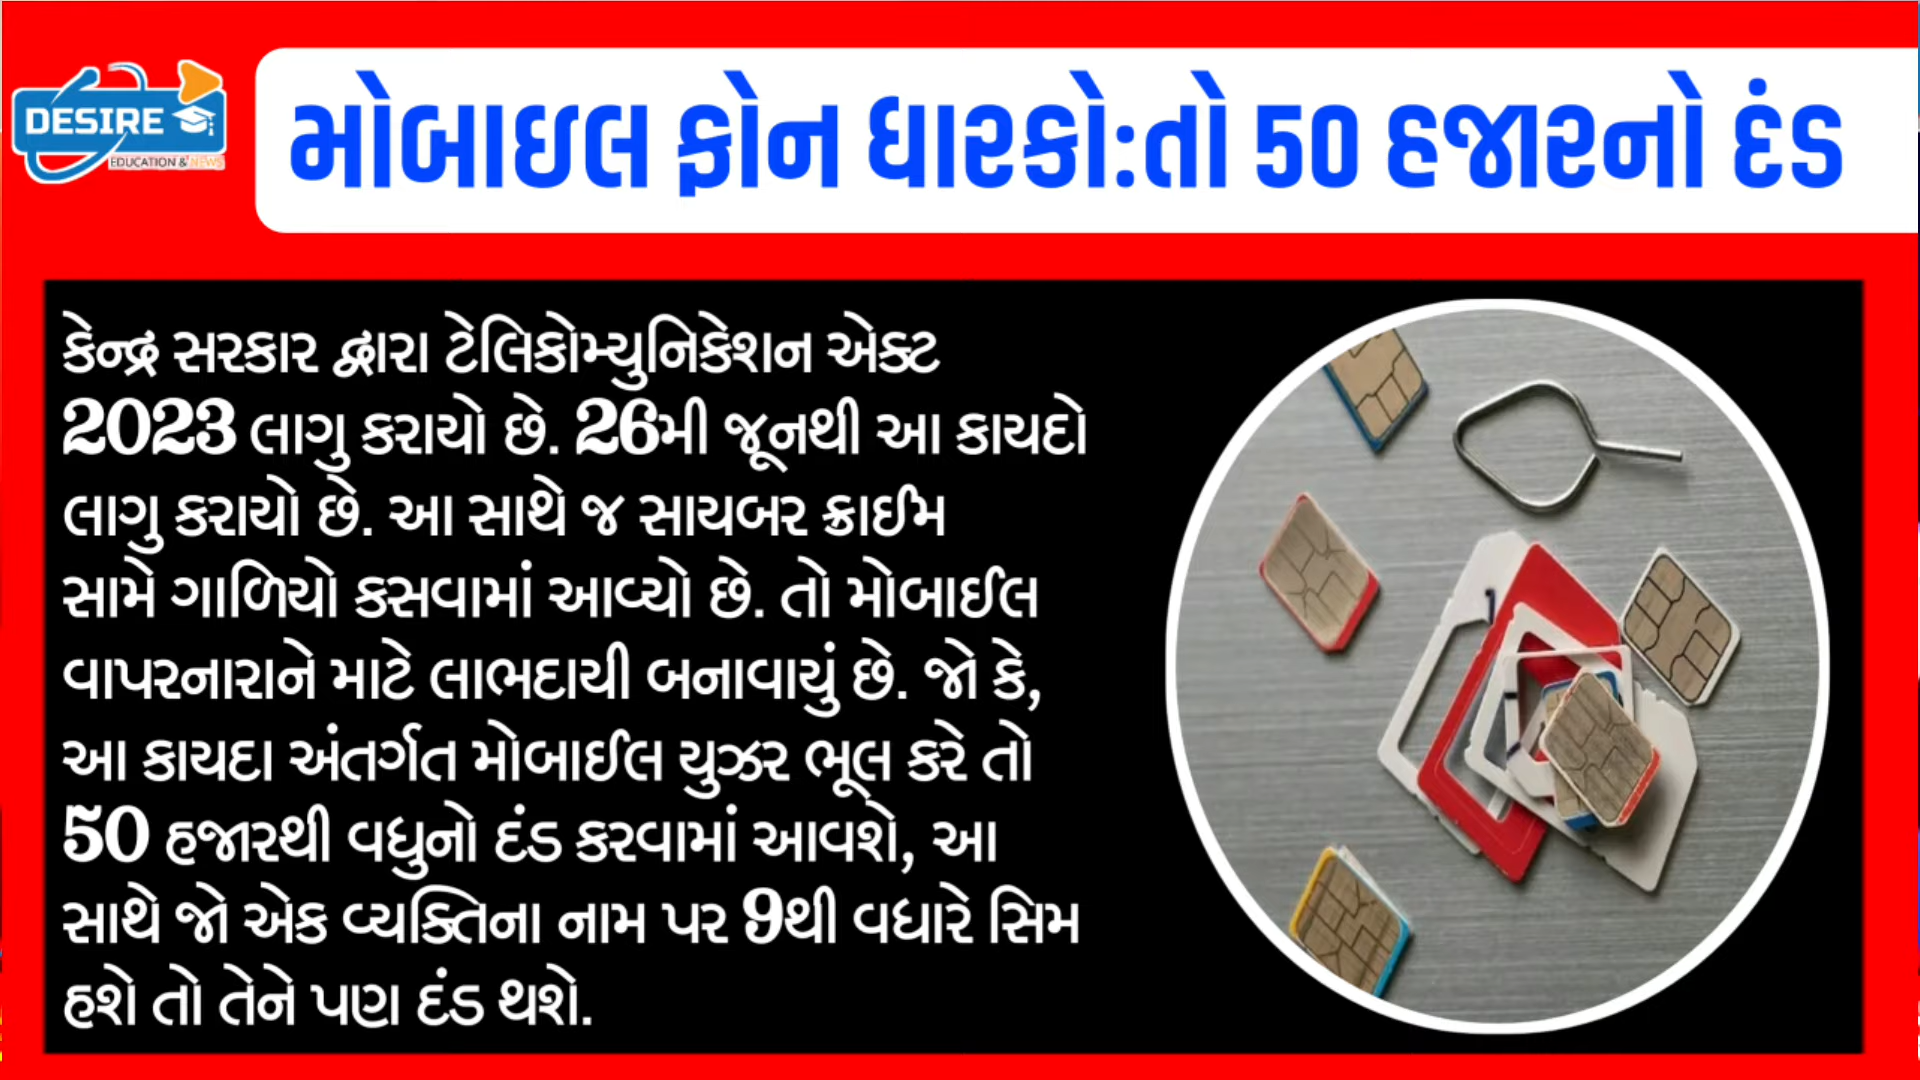 DESIRE
EDUCATION & NEWS
મોબાઇલ ફોન ધારકો:તો 50 હજારનો દંડ
કેન્દ્ર સરકાર દ્વારા ટેલિકોમ્યુનિકેશન એક્ટ
2023 લાગુ કરાયો છે. 26મી જૂનથી આ કાયદો
લાગુ કરાયો છે. આ સાથે જ સાયબર ક્રાઈમ
સામે ગાળિયો કસવામાં આવ્યો છે. તો મોબાઈલ
વાપરનારાને માટે લાભદાયી બનાવાયું છે. જો કે,
આ કાયદા અંતર્ગત મોબાઈલ યુઝર ભૂલ કરે તો
50 હજારથી વધુનો દંડ કરવામાં આવશે, આ
સાથે જો એક વ્યક્તિના નામ પર 9થી વધારે સિમ
હશે તો તેને પણ દંડ થશે.